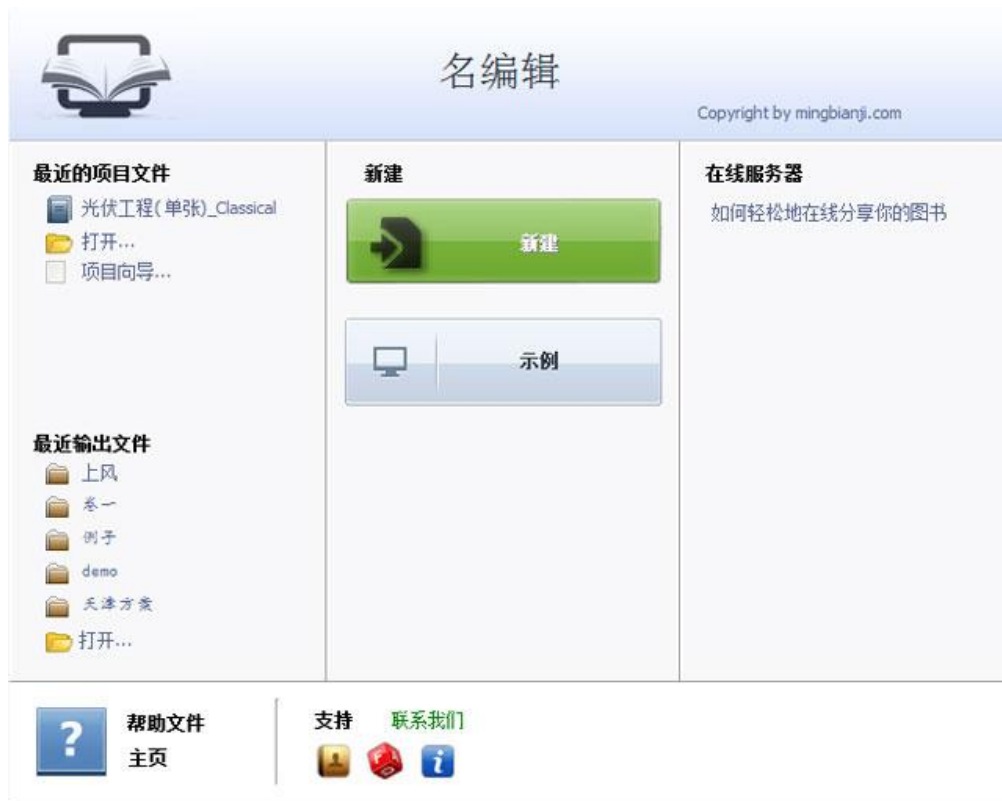 名编辑
Copyright by mingbianji.com
最近的项目文件
光伏工程(单张)_Classical
打开...
项目向导...
最近输出文件
上风
卷一
例子
demo
天津方案
打开...
新建
新建
示例
在线服务器
如何轻松地在线分享你的图书
帮助文件
主页
支持
联系我们